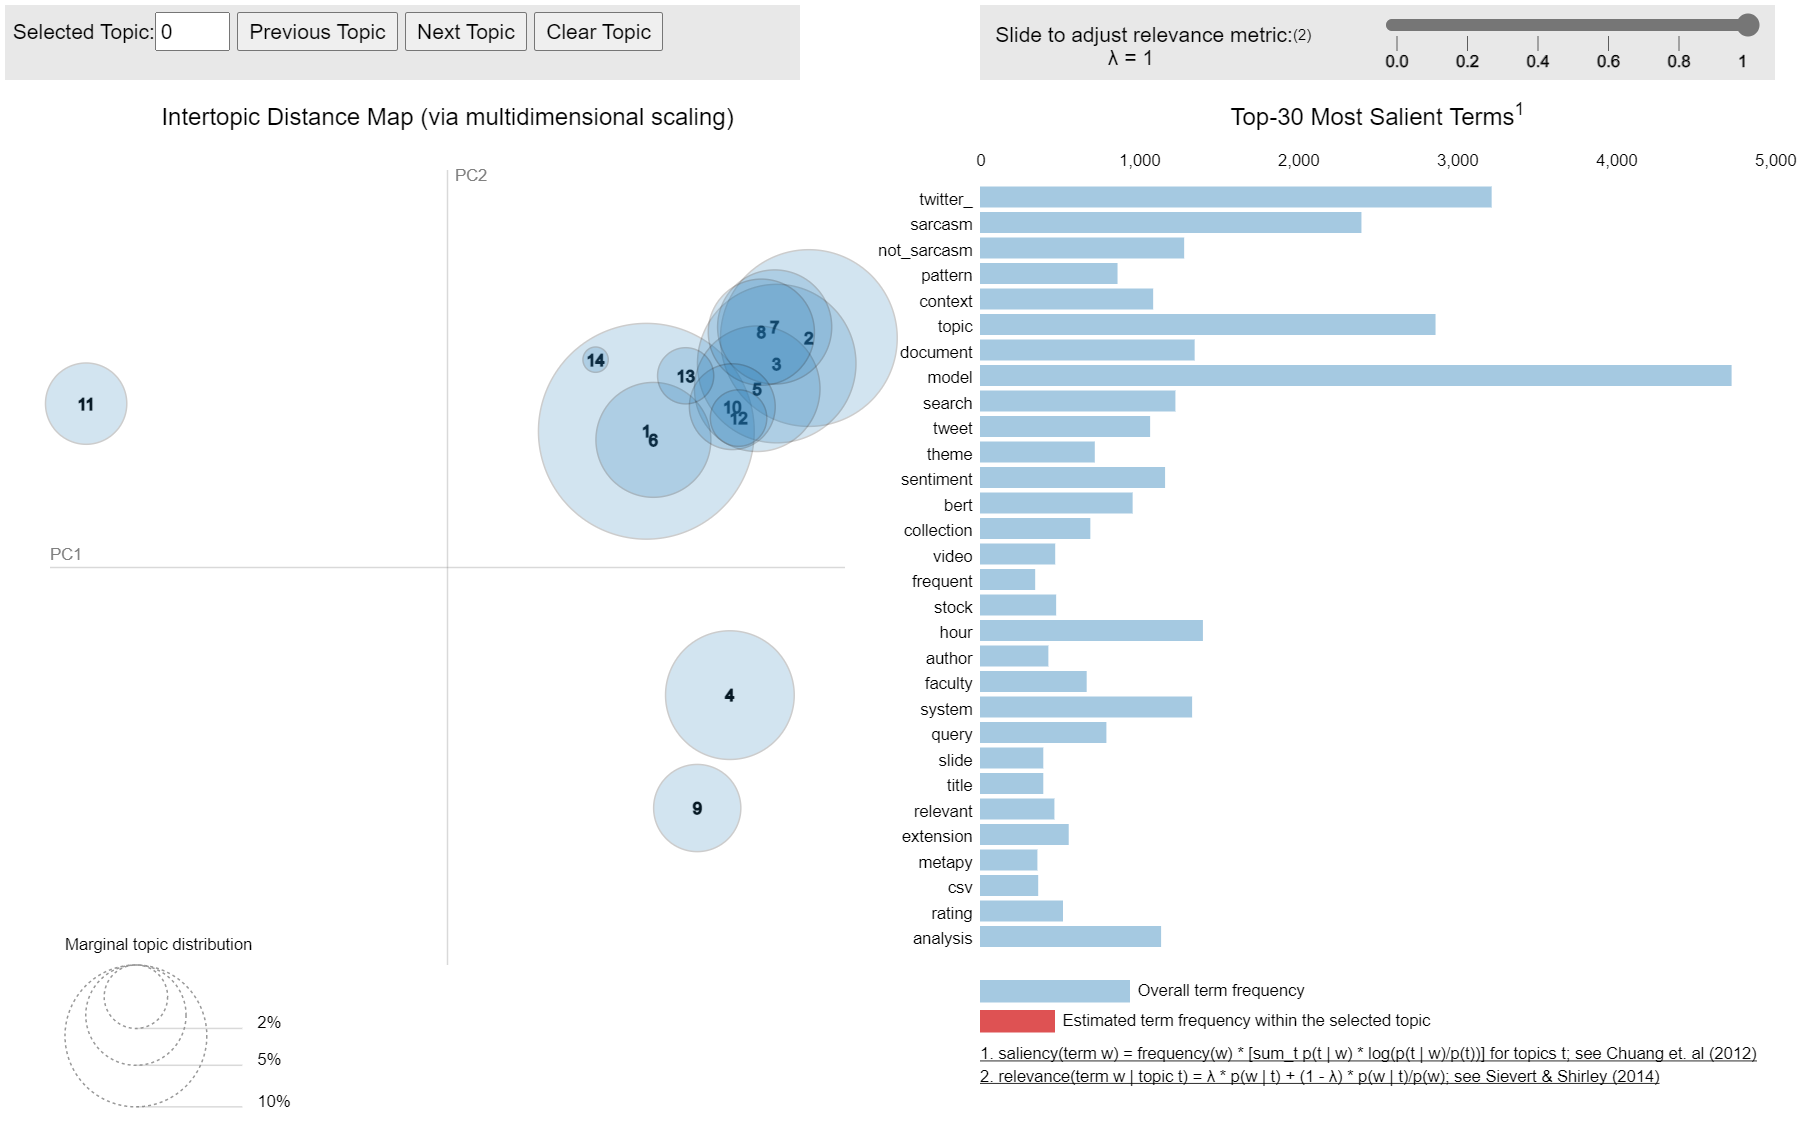 Selected Topic: 0 Previous Topic Next Topic Clear Topic
Slide to adjust relevance metric:(2)
λ = 1
0.0 0.2 0.4 0.6 0.8 1
Intertopic Distance Map (via multidimensional scaling)
PC2
PC1
14
13
11
8
7
2
3
5
10
12
1
6
4
9
Marginal topic distribution
2%
5%
10%
Top-30 Most Salient Terms1
0 1,000 2,000 3,000 4,000 5,000
twitter_
sarcasm
not_sarcasm
pattern
context
topic
document
model
search
tweet
theme
sentiment
bert
collection
video
frequent
stock
hour
author
faculty
system
query
slide
title
relevant
extension
metapy
csv
rating
analysis
Overall term frequency
Estimated term frequency within the selected topic
1. saliency(term w) = frequency(w) * [sum_t p(t | w) * log(p(t | w)/p(t))] for topics t; see Chuang et. al (2012)
2. relevance(term w | topic t) = λ * p(w | t) + (1 - λ) * p(w | t)/p(w); see Sievert & Shirley (2014)